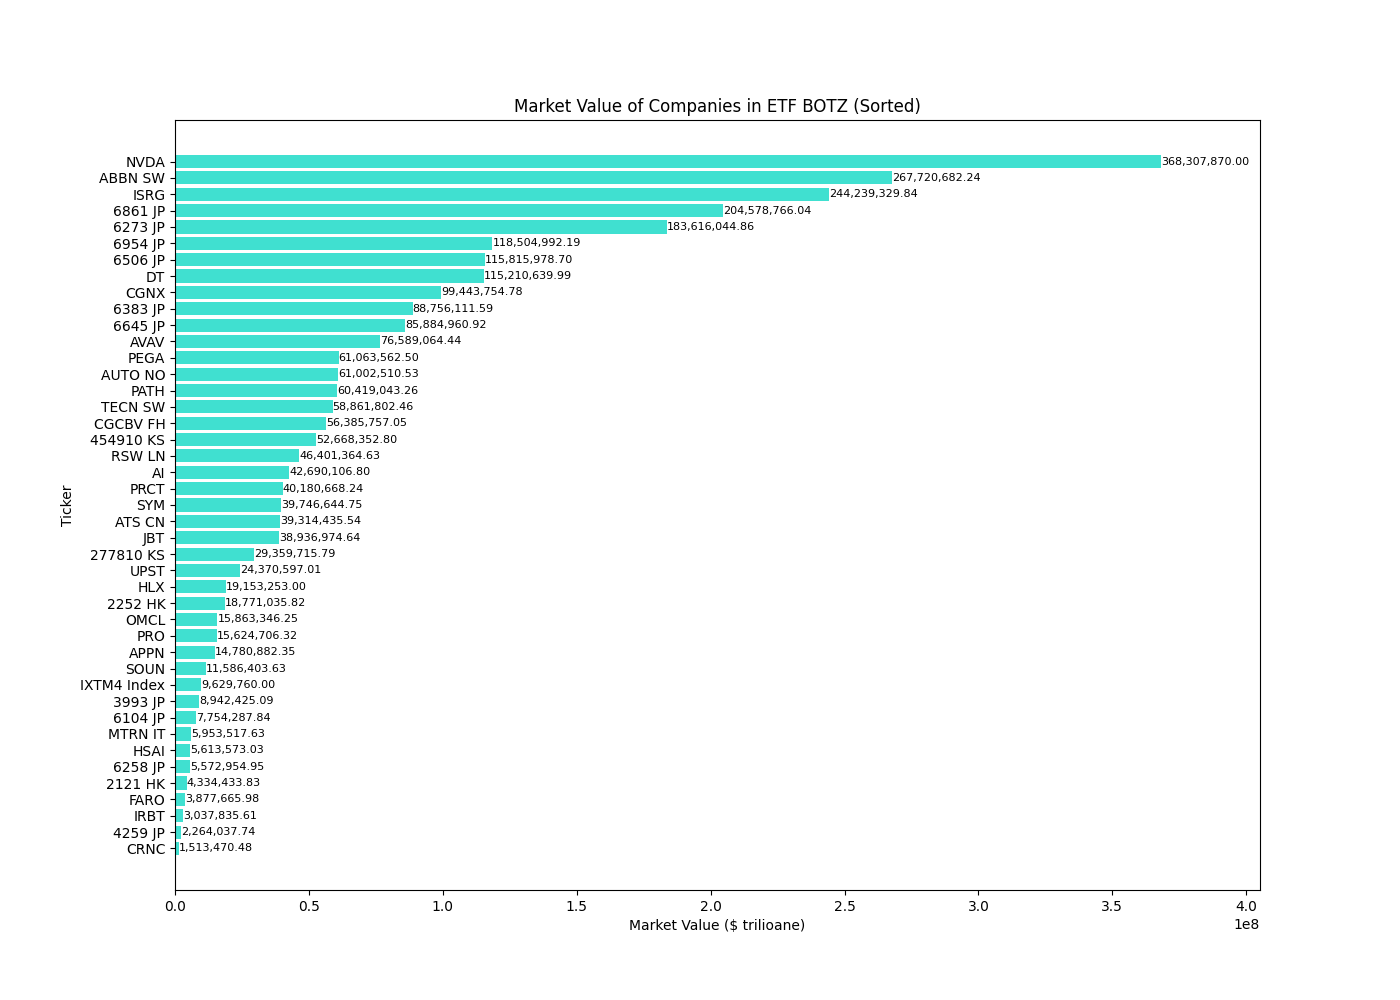 Market Value of Companies in ETF BOTZ (Sorted)
NVDA 368,307,870.00
ABBN SW 267,720,682.24
ISRG 244,239,329.84
6861 JP 204,578,766.04
6273 JP 183,616,044.86
6954 JP 118,504,992.19
6506 JP 115,815,978.70
DT 115,210,639.99
CGNX 99,443,754.78
6383 JP 88,756,111.59
6645 JP 85,884,960.92
AVAV 76,589,064.44
PEGA 61,063,562.50
AUTO NO 61,002,510.53
PATH 60,419,043.26
TECN SW 58,861,802.46
CGCBV FH 56,385,757.05
454910 KS 52,668,352.80
RSW LN 46,401,364.63
AI 42,690,106.80
PRCT 40,180,668.24
SYM 39,746,644.75
ATS CN 39,314,435.54
JBT 38,936,974.64
277810 KS 29,359,715.79
UPST 24,370,597.01
HLX 19,153,253.00
2252 HK 18,771,035.82
OMCL 15,863,346.25
PRO 15,624,706.32
APPN 14,780,882.35
SOUN 11,586,403.63
IXTM4 Index 9,629,760.00
3993 JP 8,942,425.09
6104 JP 7,754,287.84
MTRN IT 5,953,517.63
HSAI 5,613,573.03
6258 JP 5,572,954.95
2121 HK 4,334,433.83
FARO 3,877,665.98
IRBT 3,037,835.61
4259 JP 2,264,037.74
CRNC 1,513,470.48
Ticker
0.0 0.5 1.0 1.5 2.0 2.5 3.0 3.5 4.0
1e8
Market Value ($ trilioane)